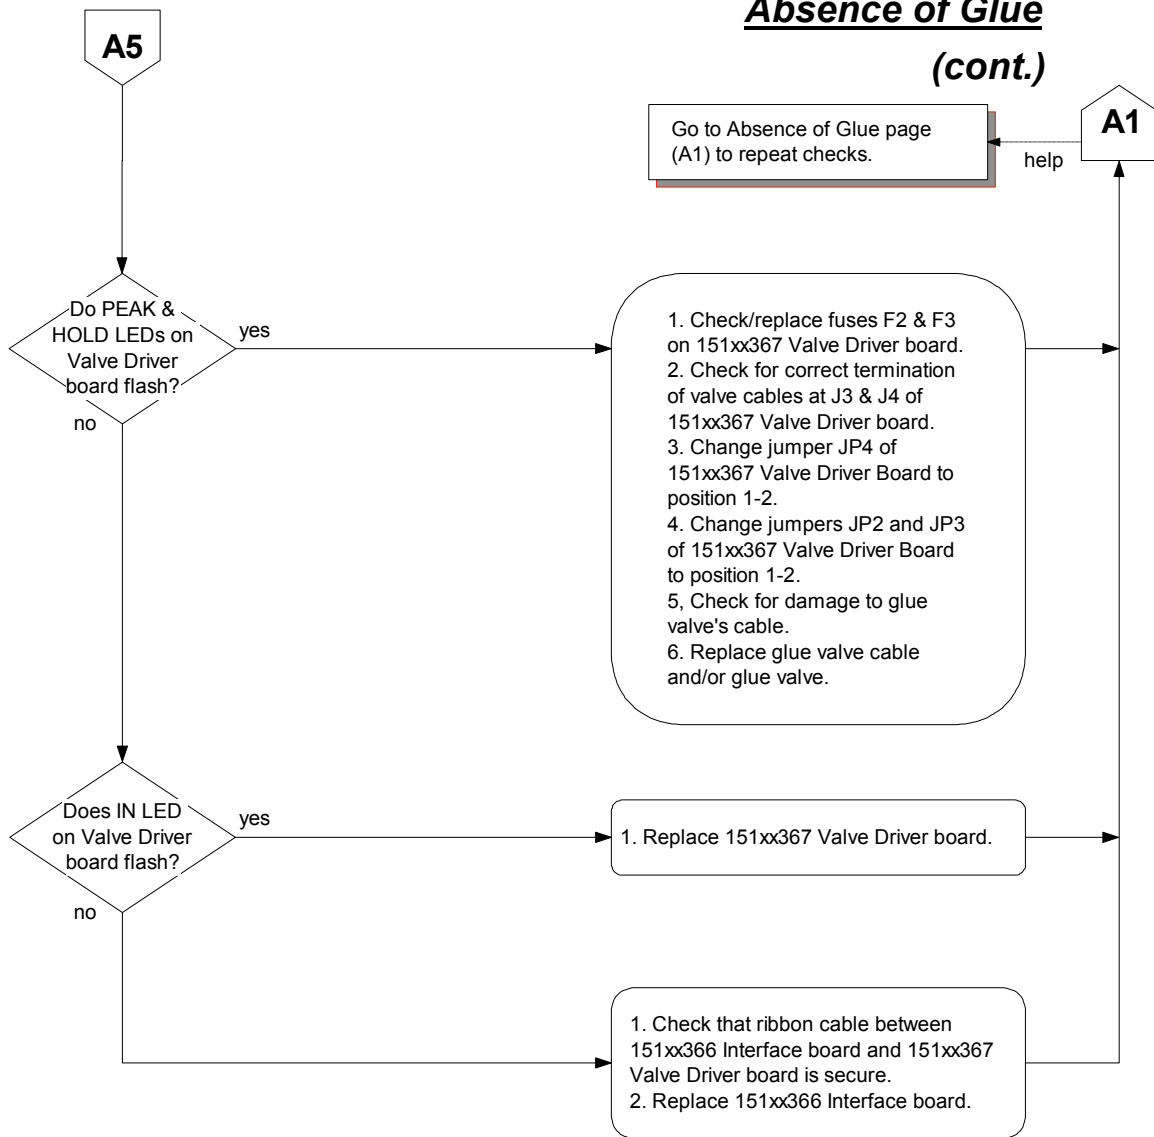 Absence of Glue
(cont.)
A5
A1
Go to Absence of Glue page
(A1) to repeat checks.
help
Do PEAK &
HOLD LEDs on
Valve Driver
board flash?
yes
no
1. Check/replace fuses F2 & F3
on 151xx367 Valve Driver board.
2. Check for correct termination
of valve cables at J3 & J4 of
151xx367 Valve Driver board.
3. Change jumper JP4 of
151xx367 Valve Driver Board to
position 1-2.
4. Change jumpers JP2 and JP3
of 151xx367 Valve Driver Board
to position 1-2.
5, Check for damage to glue
valve's cable.
6. Replace glue valve cable
and/or glue valve.
Does IN LED
on Valve Driver
board flash?
yes
no
1. Replace 151xx367 Valve Driver board.
1. Check that ribbon cable between
151xx366 Interface board and 151xx367
Valve Driver board is secure.
2. Replace 151xx366 Interface board.